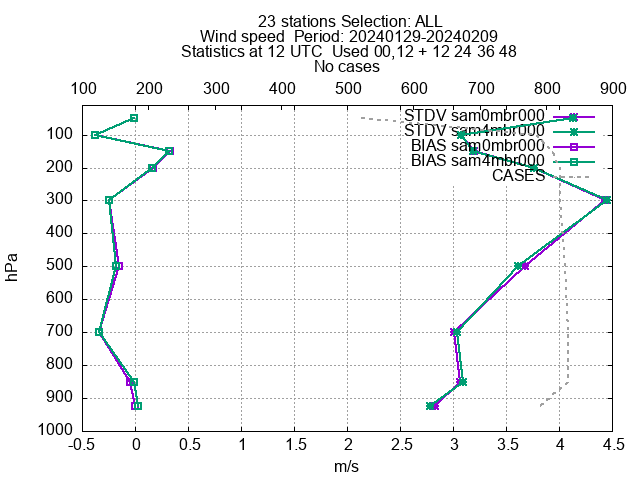 23 stations Selection: ALL
Wind speed  Period: 20240129-20240209
Statistics at 12 UTC  Used 00,12 + 12 24 36 48
No cases
100 200 300 400 500 600 700 800 900
STDV sam0mbr000
STDV sam4mbr000
BIAS sam0mbr000
BIAS sam4mbr000
CASES
100
200
300
400
500
600
700
800
900
1000
hPa
-0.5 0 0.5 1 1.5 2 2.5 3 3.5 4 4.5
m/s